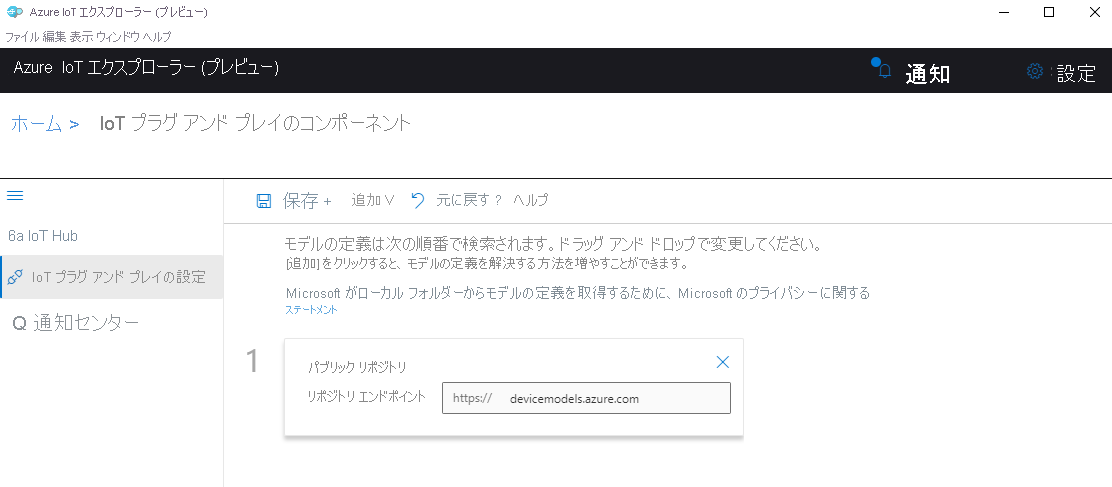 Azure IoT エクスプローラー (プレビュー)
ファイル 編集 表示 ウィンドウ ヘルプ
Azure IoT エクスプローラー (プレビュー)
通知
設定
ホーム > IoT プラグ アンド プレイのコンポーネント
保存 + 追加 ∨ 元に戻す ? ヘルプ
6a IoT Hub
IoT プラグ アンド プレイの設定
Q 通知センター
モデルの定義は次の順番で検索されます。ドラッグ アンド ドロップで変更してください。
[追加] をクリックすると、モデルの定義を解決する方法を増やすことができます。
Microsoft がローカル フォルダーからモデルの定義を取得するために、Microsoft のプライバシーに関する
ステートメント
1
パブリック リポジトリ
リポジトリ エンドポイント https:// devicemodels.azure.com